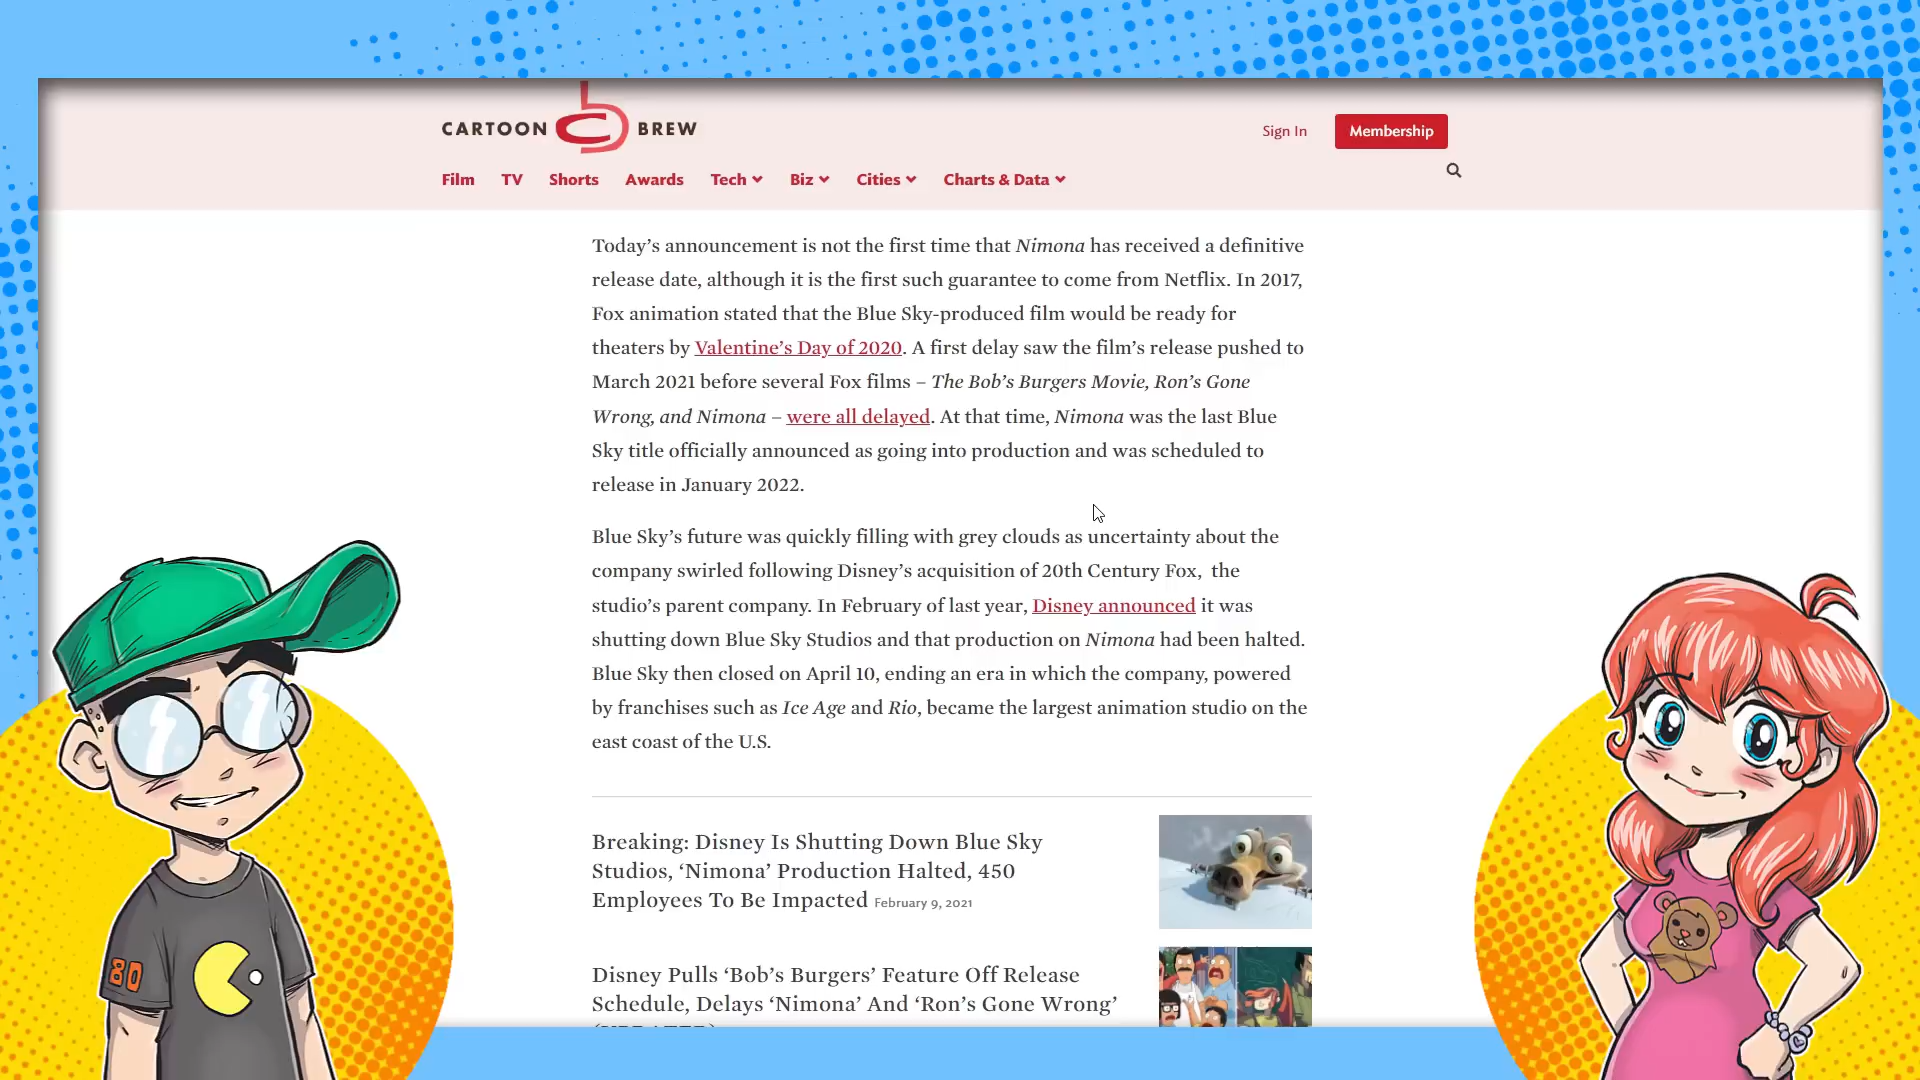 CARTOON BREW
Sign In
Membership
Film TV Shorts Awards Tech Biz Cities Charts & Data
Today's announcement is not the first time that Nimona has received a definitive
release date, although it is the first such guarantee to come from Netflix. In 2017,
Fox animation stated that the Blue Sky-produced film would be ready for
theaters by Valentine's Day of 2020. A first delay saw the film's release pushed to
March 2021 before several Fox films – The Bob's Burgers Movie, Ron's Gone
Wrong, and Nimona – were all delayed. At that time, Nimona was the last Blue
Sky title officially announced as going into production and was scheduled to
release in January 2022.
Blue Sky's future was quickly filling with grey clouds as uncertainty about the
company swirled following Disney's acquisition of 20th Century Fox, the
studio's parent company. In February of last year, Disney announced it was
shutting down Blue Sky Studios and that production on Nimona had been halted.
Blue Sky then closed on April 10, ending an era in which the company, powered
by franchises such as Ice Age and Rio, became the largest animation studio on the
east coast of the U.S.
Breaking: Disney Is Shutting Down Blue Sky
Studios, ‘Nimona’ Production Halted, 450
Employees To Be Impacted February 9, 2021
Disney Pulls ‘Bob's Burgers’ Feature Off Release
Schedule, Delays ‘Nimona’ And ‘Ron's Gone Wrong’
80